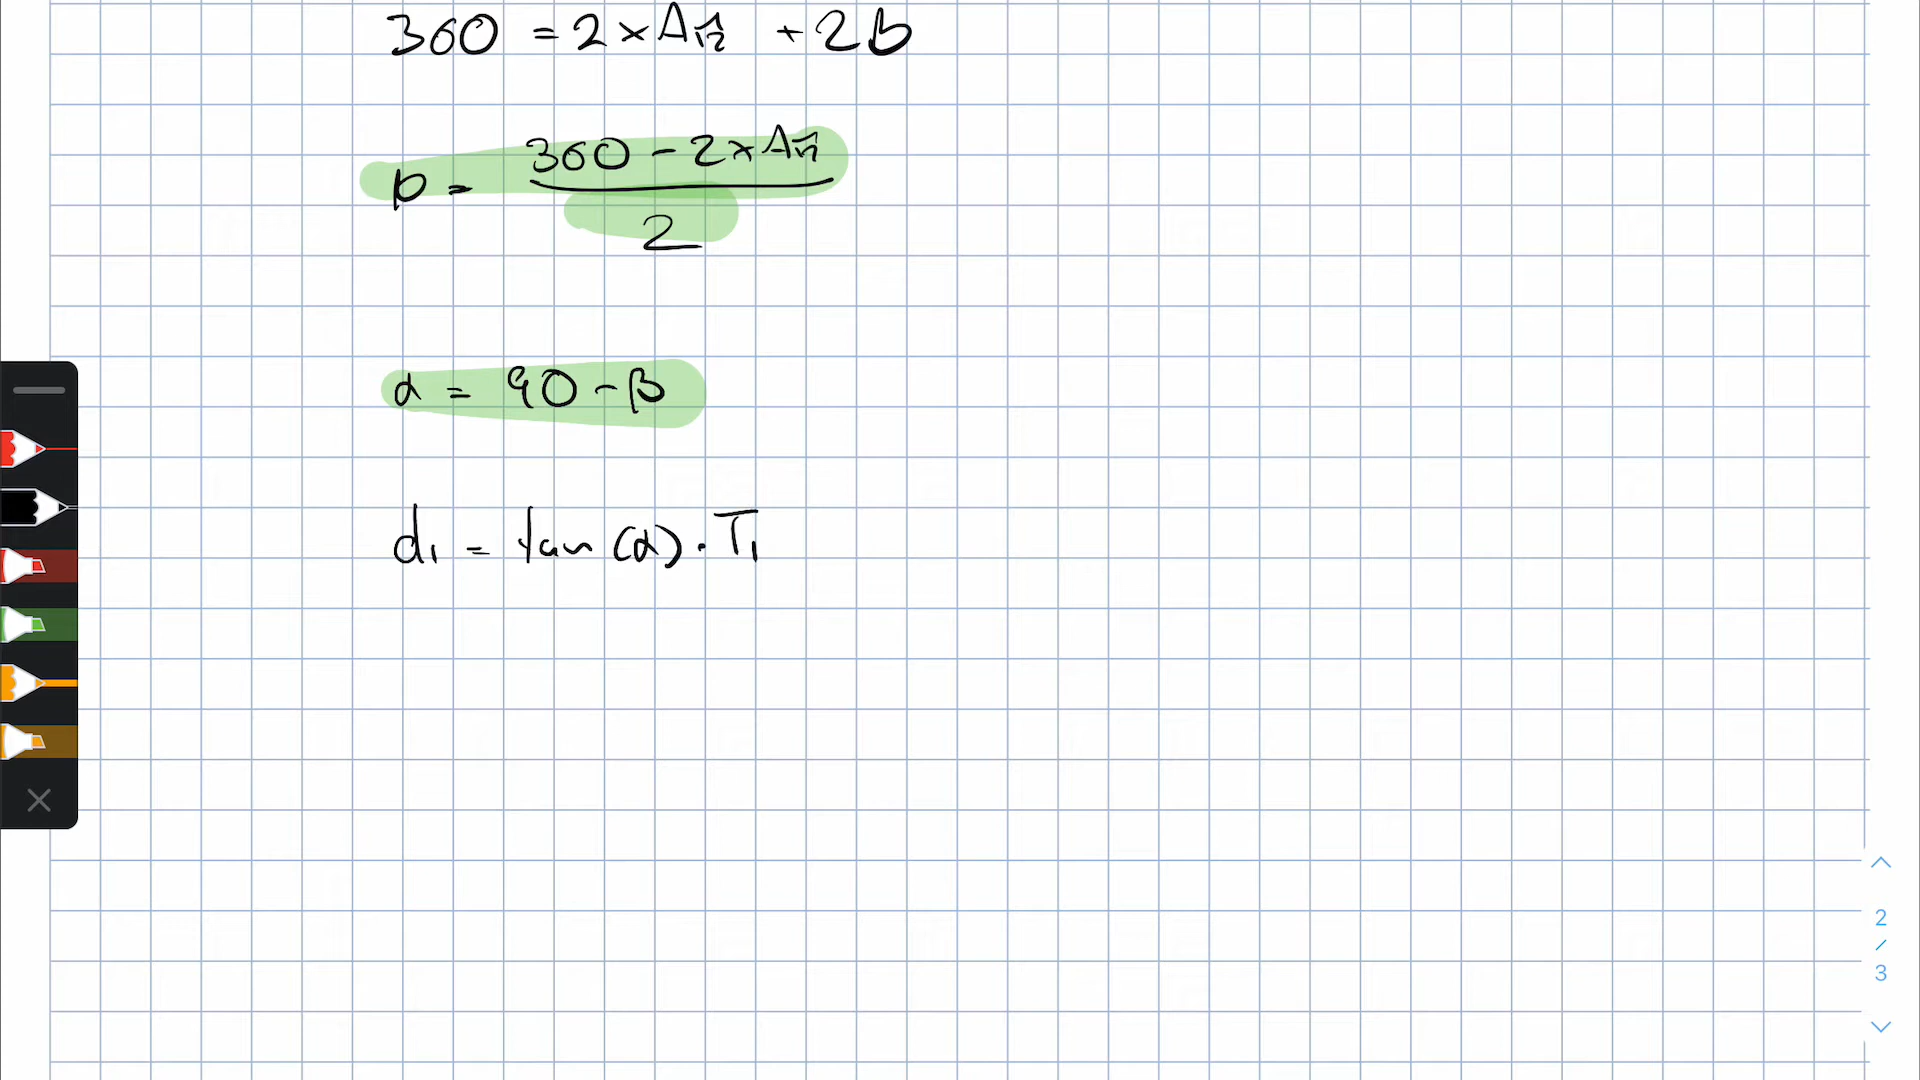 360 = 2 × A12 + 2b
b = 360 - 2 × A12
2
α = 90 - β
d1 = tan (α) · T1
2
/
3